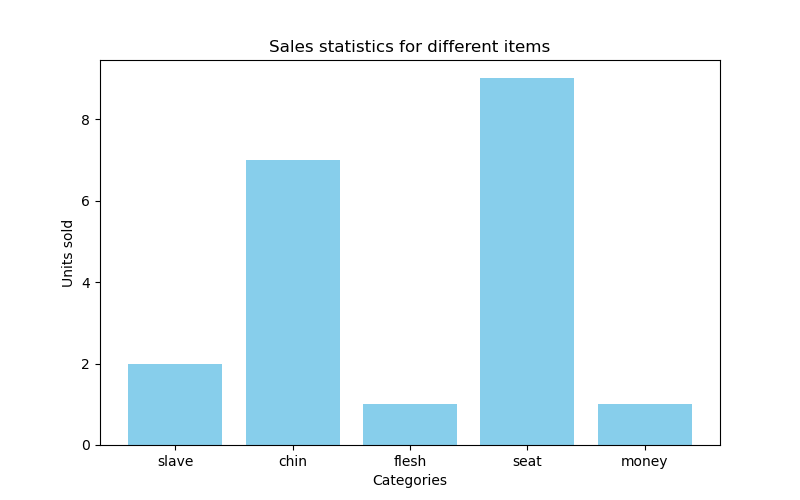 Sales statistics for different items
Units sold
8
6
4
2
0
slave chin flesh seat money
Categories